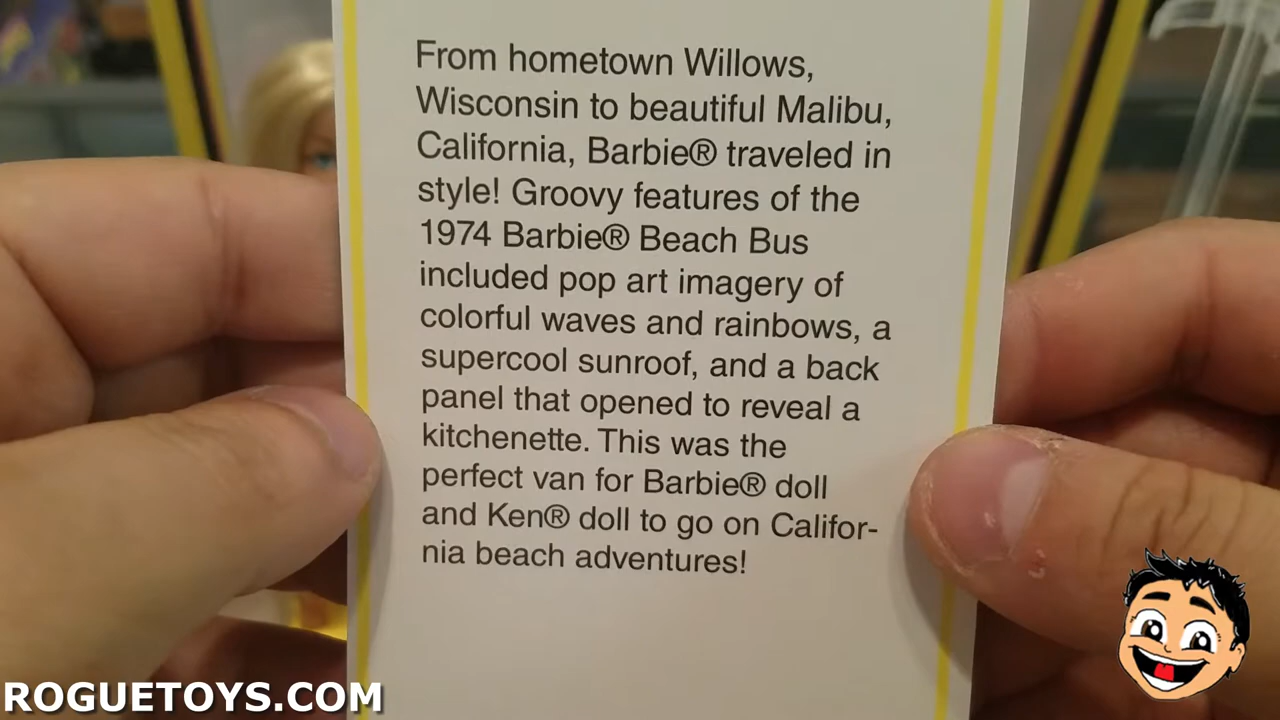 From hometown Willows,
Wisconsin to beautiful Malibu,
California, Barbie® traveled in
style! Groovy features of the
1974 Barbie® Beach Bus
included pop art imagery of
colorful waves and rainbows, a
supercool sunroof, and a back
panel that opened to reveal a
kitchenette. This was the
perfect van for Barbie® doll
and Ken® doll to go on Califor-
nia beach adventures!
ROGUETOYS.COM